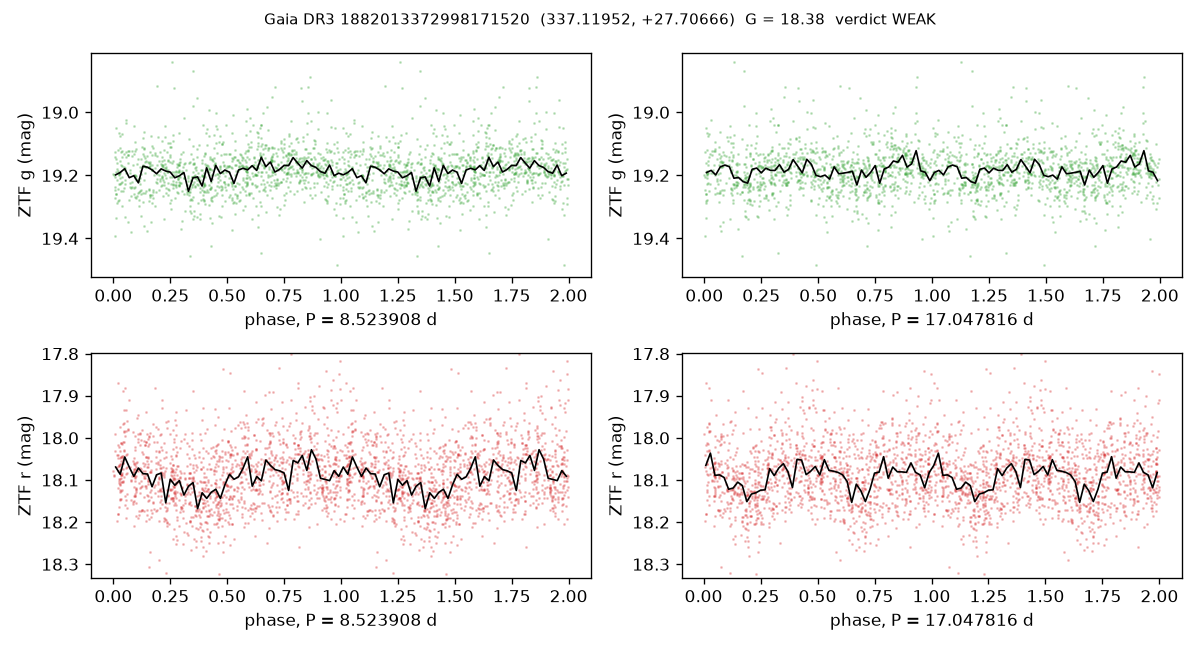 Gaia DR3 1882013372998171520  (337.11952, +27.70666)  G = 18.38  verdict WEAK
ZTF g (mag)
19.0
19.2
19.4
0.00 0.25 0.50 0.75 1.00 1.25 1.50 1.75 2.00
phase, P = 8.523908 d
ZTF g (mag)
19.0
19.2
19.4
0.00 0.25 0.50 0.75 1.00 1.25 1.50 1.75 2.00
phase, P = 17.047816 d
ZTF r (mag)
17.8
17.9
18.0
18.1
18.2
18.3
0.00 0.25 0.50 0.75 1.00 1.25 1.50 1.75 2.00
phase, P = 8.523908 d
ZTF r (mag)
17.8
17.9
18.0
18.1
18.2
18.3
0.00 0.25 0.50 0.75 1.00 1.25 1.50 1.75 2.00
phase, P = 17.047816 d